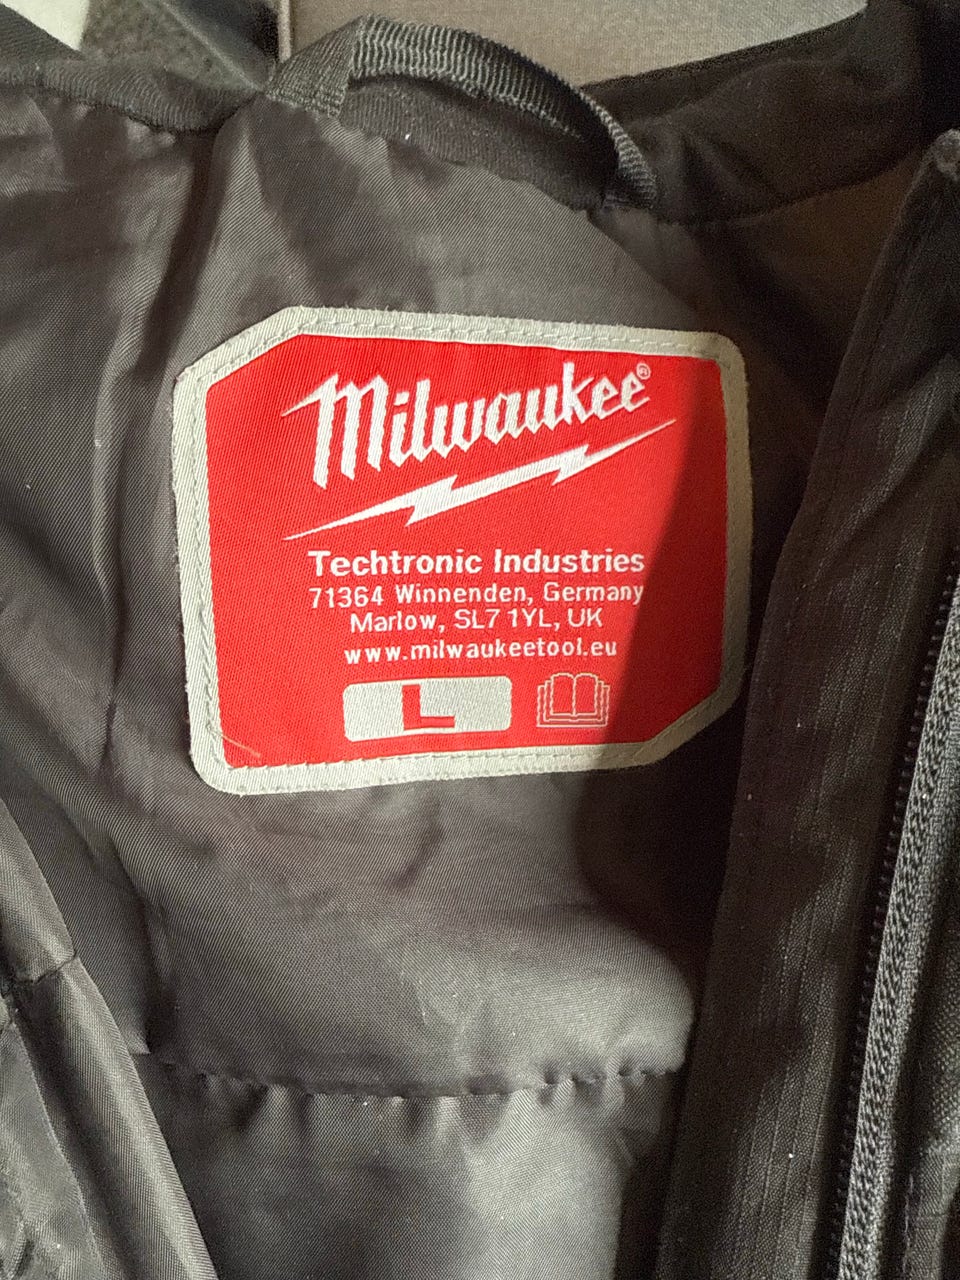 Milwaukee®
Techtronic Industries
71364 Winnenden, Germany
Marlow, SL7 1YL, UK
www.milwaukeetool.eu
L